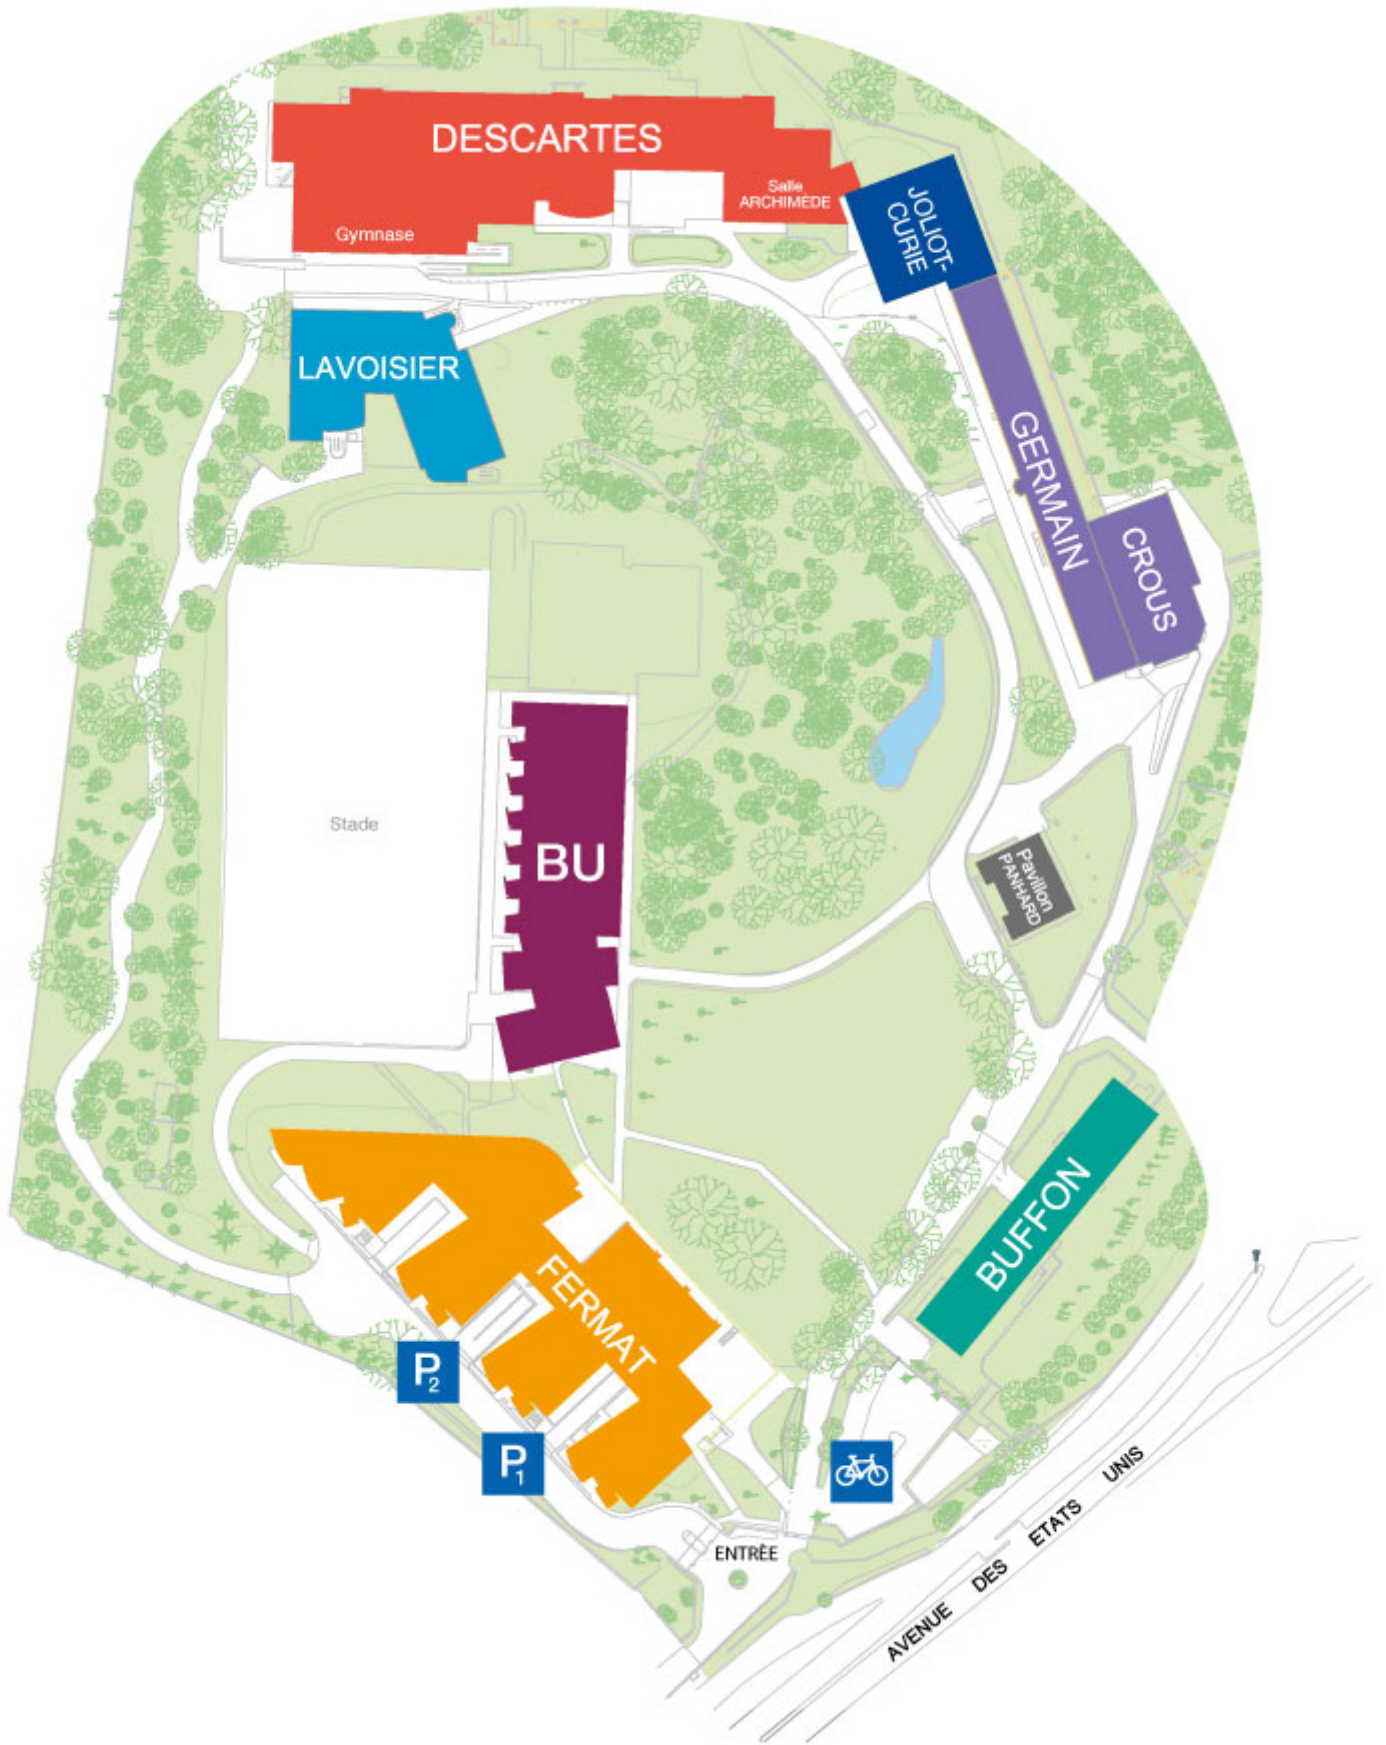 DESCARTES
Salle
ARCHIMÈDE
Gymnase
JOLIOT-
CURIE
LAVOISIER
GERMAIN
CROUS
Stade
BU
Pavillon
PANHARD
BUFFON
FERMAT
P2
P1
ENTRÈE
AVENUE DES ETATS UNIS